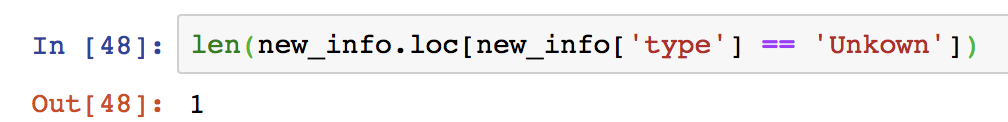 In [48]: len(new_info.loc[new_info['type'] == 'Unkown'])
Out[48]: 1